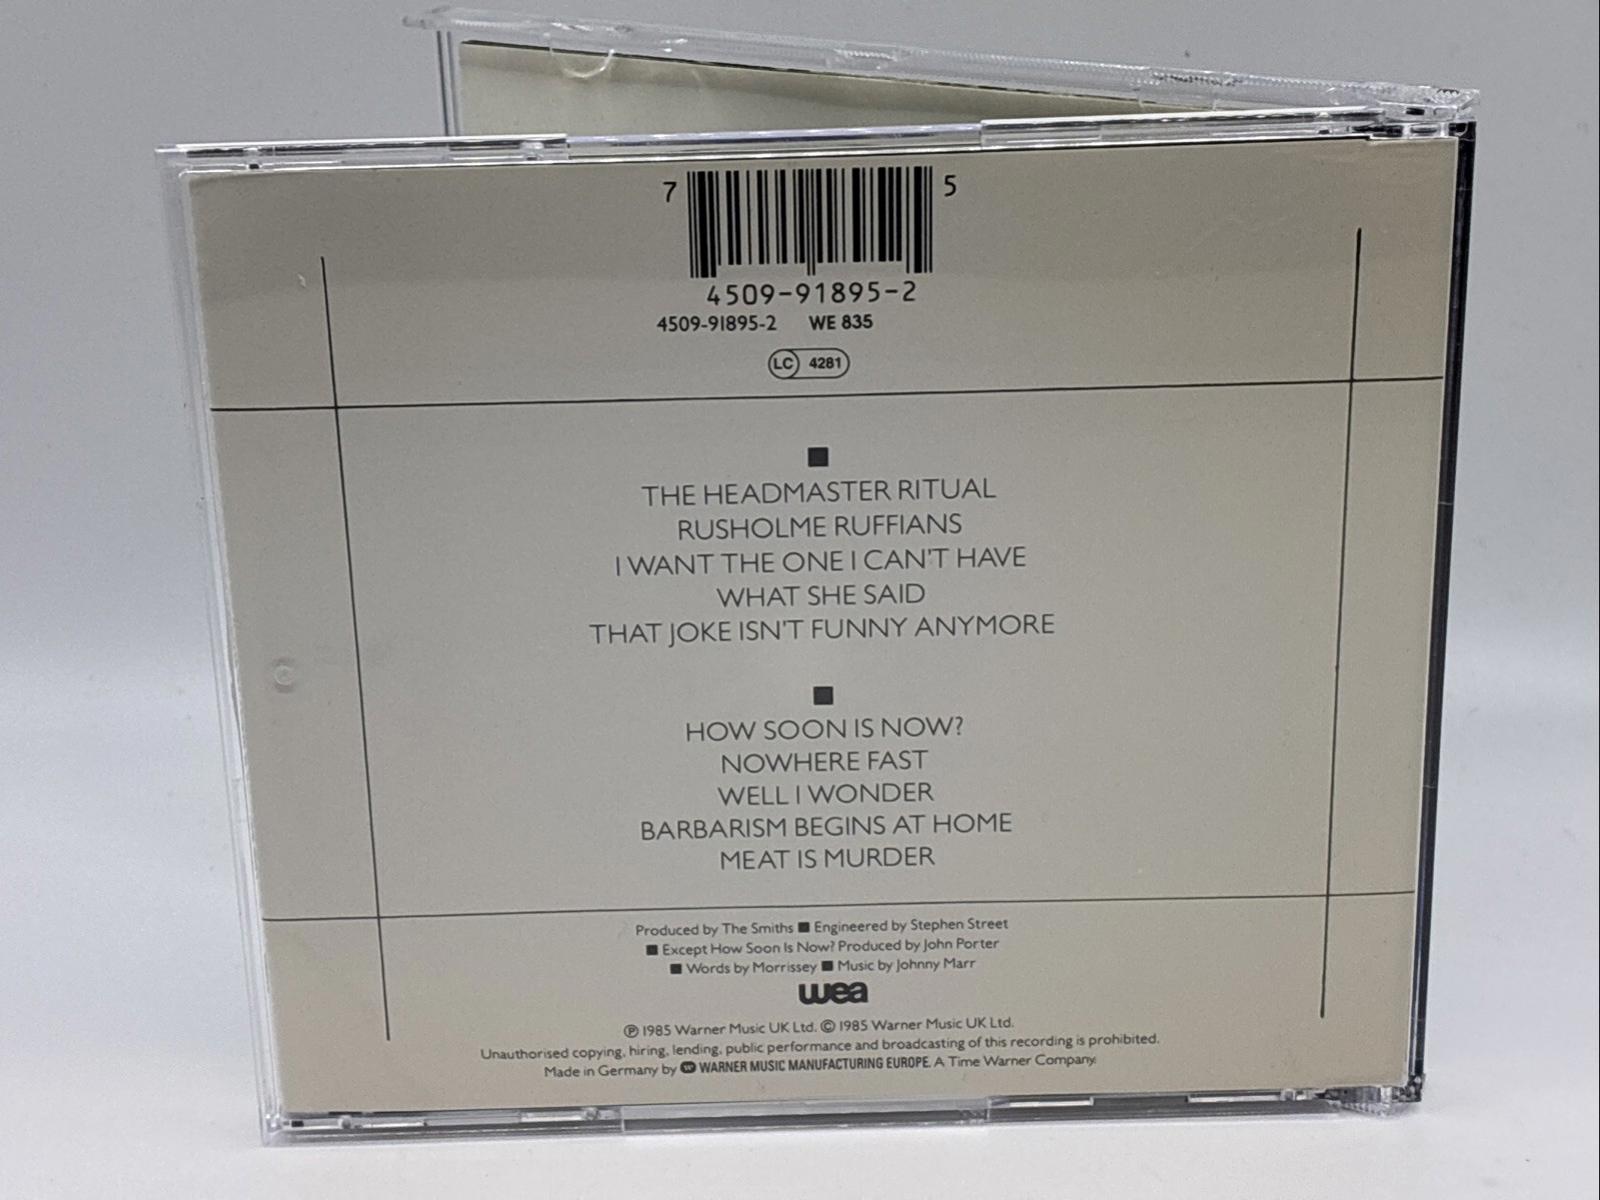 7 5
4509-91895-2
4509-91895-2 WE 835
LC 4281
THE HEADMASTER RITUAL
RUSHOLME RUFFIANS
I WANT THE ONE I CAN'T HAVE
WHAT SHE SAID
THAT JOKE ISN'T FUNNY ANYMORE
HOW SOON IS NOW?
NOWHERE FAST
WELL I WONDER
BARBARISM BEGINS AT HOME
MEAT IS MURDER
Produced by The Smiths ■ Engineered by Stephen Street
■ Except How Soon Is Now? Produced by John Porter
■ Words by Morrissey ■ Music by Johnny Marr
wea
℗ 1985 Warner Music UK Ltd. © 1985 Warner Music UK Ltd.
Unauthorised copying, hiring, lending, public performance and broadcasting of this recording is prohibited.
Made in Germany by WARNER MUSIC MANUFACTURING EUROPE. A Time Warner Company.